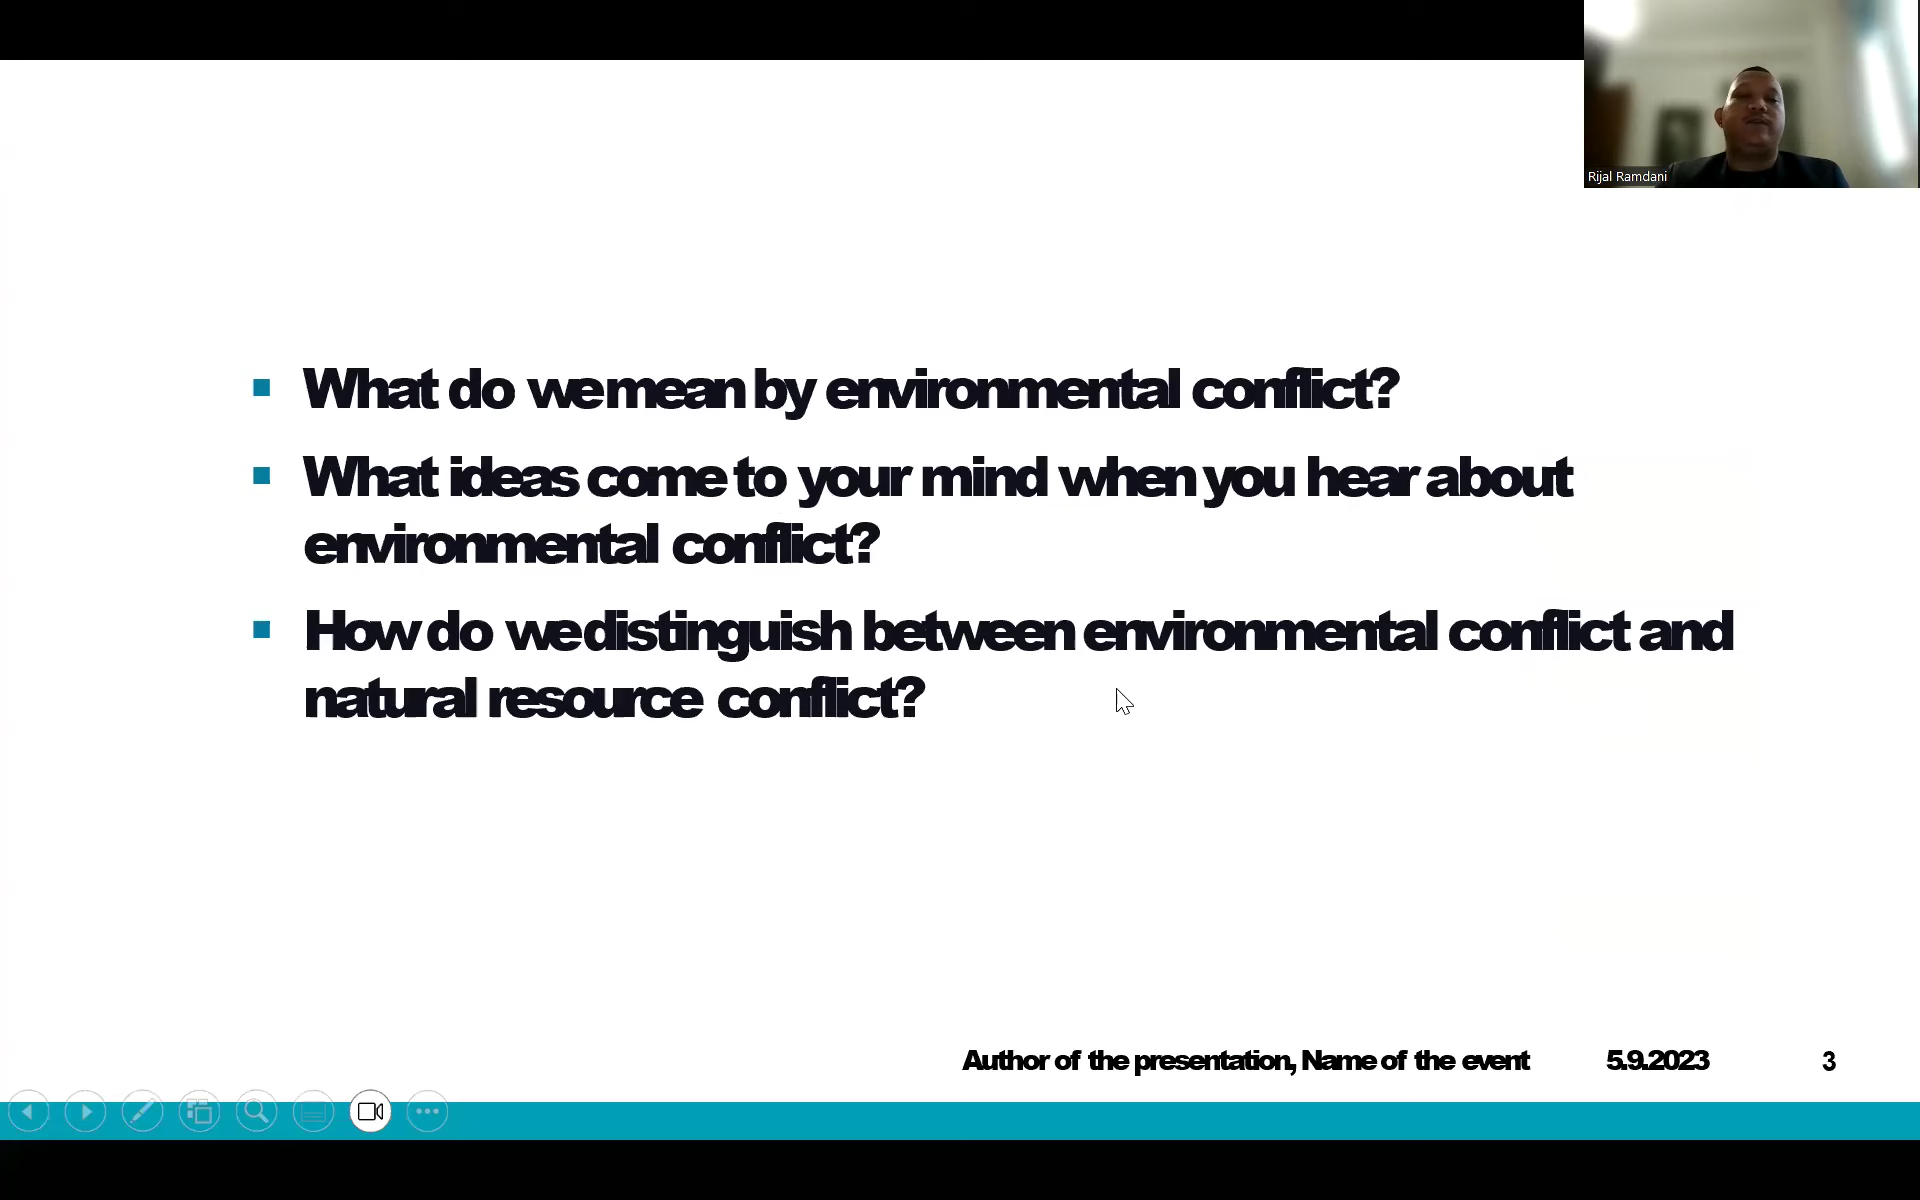 Rijal Ramdani
What do we mean by environmental conflict?
What ideas come to your mind when you hear about
environmental conflict?
How do we distinguish between environmental conflict and
natural resource conflict?
Author of the presentation, Name of the event 5.9.2023 3